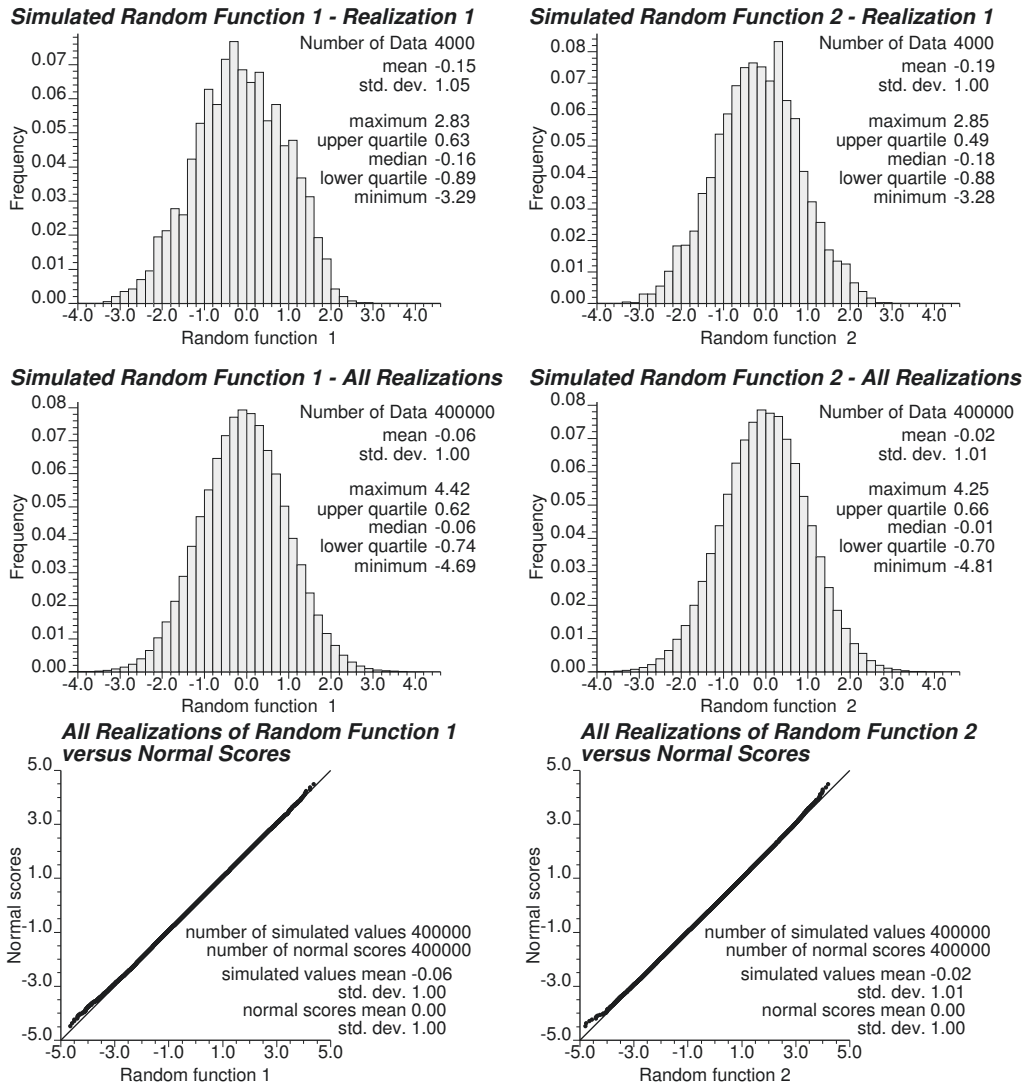 Simulated Random Function 1 - Realization 1
Number of Data 4000
mean -0.15
std. dev. 1.05
maximum 2.83
upper quartile 0.63
median -0.16
lower quartile -0.89
minimum -3.29
Frequency
0.07
0.06
0.05
0.04
0.03
0.02
0.01
0.00
-4.0 -3.0 -2.0 -1.0 0.0 1.0 2.0 3.0 4.0
Random function 1
Simulated Random Function 2 - Realization 1
Number of Data 4000
mean -0.19
std. dev. 1.00
maximum 2.85
upper quartile 0.49
median -0.18
lower quartile -0.88
minimum -3.28
Frequency
0.08
0.07
0.06
0.05
0.04
0.03
0.02
0.01
0.00
-4.0 -3.0 -2.0 -1.0 0.0 1.0 2.0 3.0 4.0
Random function 2
Simulated Random Function 1 - All Realizations
Number of Data 400000
mean -0.06
std. dev. 1.00
maximum 4.42
upper quartile 0.62
median -0.06
lower quartile -0.74
minimum -4.69
Frequency
0.08
0.07
0.06
0.05
0.04
0.03
0.02
0.01
0.00
-4.0 -3.0 -2.0 -1.0 0.0 1.0 2.0 3.0 4.0
Random function 1
Simulated Random Function 2 - All Realizations
Number of Data 400000
mean -0.02
std. dev. 1.01
maximum 4.25
upper quartile 0.66
median -0.01
lower quartile -0.70
minimum -4.81
Frequency
0.08
0.07
0.06
0.05
0.04
0.03
0.02
0.01
0.00
-4.0 -3.0 -2.0 -1.0 0.0 1.0 2.0 3.0 4.0
Random function 2
All Realizations of Random Function 1
versus Normal Scores
Normal scores
5.0
3.0
1.0
-1.0
-3.0
-5.0
number of simulated values 400000
number of normal scores 400000
simulated values mean -0.06
std. dev. 1.00
normal scores mean 0.00
std. dev. 1.00
-5.0 -3.0 -1.0 1.0 3.0 5.0
Random function 1
All Realizations of Random Function 2
versus Normal Scores
Normal scores
5.0
3.0
1.0
-1.0
-3.0
-5.0
number of simulated values 400000
number of normal scores 400000
simulated values mean -0.02
std. dev. 1.01
normal scores mean 0.00
std. dev. 1.00
-5.0 -3.0 -1.0 1.0 3.0 5.0
Random function 2